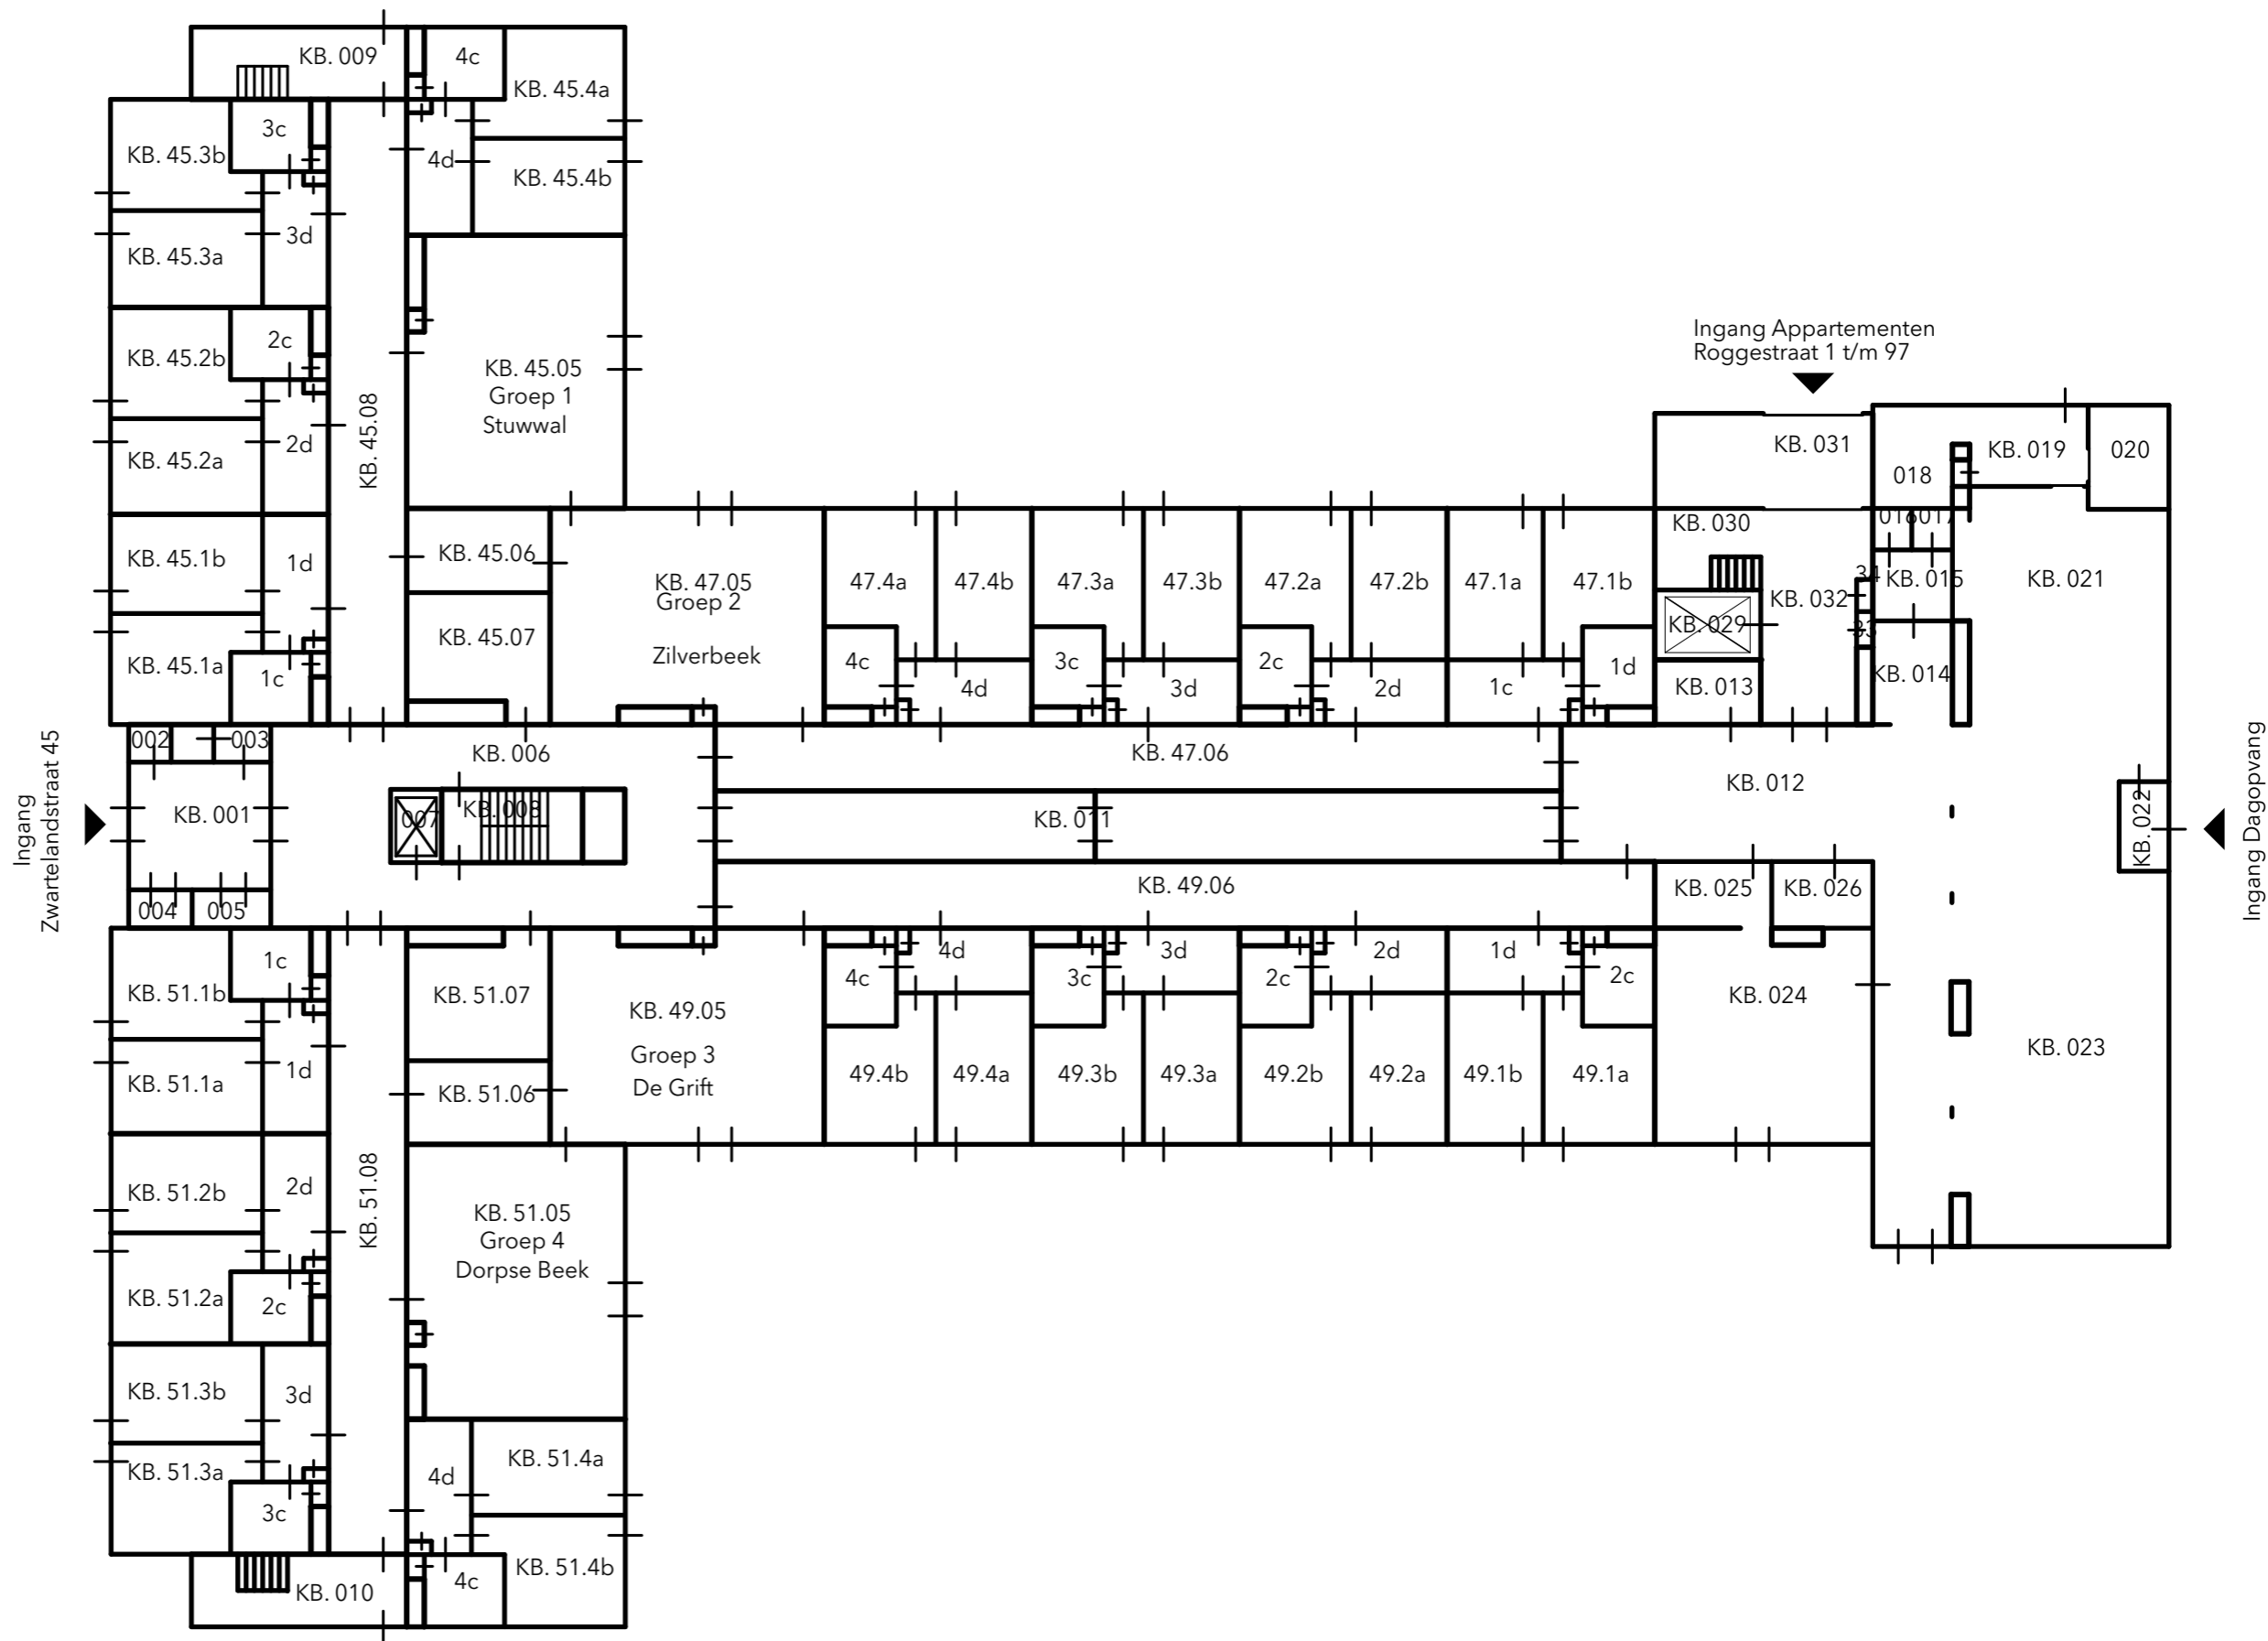 KB. 009
4c
KB. 45.4a
3c
KB. 45.3b
4d
KB. 45.4b
3d
KB. 45.3a
2c
KB. 45.2b
KB. 45.08
KB. 45.05
Groep 1
Stuwwal
2d
KB. 45.2a
KB. 45.1b
1d
KB. 45.06
KB. 45.07
KB. 45.1a
1c
KB. 47.05
Groep 2
Zilverbeek
47.4a
47.4b
47.3a
47.3b
47.2a
47.2b
47.1a
47.1b
4c
4d
3c
3d
2c
2d
1c
1d
Ingang Appartementen
Roggestraat 1 t/m 97
KB. 031
018
KB. 019
020
KB. 030
016
017
34
KB. 015
KB. 021
KB. 032
KB. 029
33
KB. 013
KB. 014
Ingang
Zwartelandstraat 45
002
003
KB. 001
004
005
KB. 006
007
KB. 008
KB. 47.06
KB. 011
KB. 49.06
KB. 012
KB. 022
Ingang Dagopvang
KB. 025
KB. 026
KB. 024
KB. 023
1c
KB. 51.1b
KB. 51.07
KB. 51.1a
1d
KB. 51.06
KB. 49.05
Groep 3
De Grift
4c
4d
3c
3d
2c
2d
1d
2c
49.4b
49.4a
49.3b
49.3a
49.2b
49.2a
49.1b
49.1a
KB. 51.2b
2d
KB. 51.08
KB. 51.05
Groep 4
Dorpse Beek
KB. 51.2a
2c
KB. 51.3b
3d
KB. 51.3a
3c
4d
KB. 51.4a
KB. 51.4b
KB. 010
4c